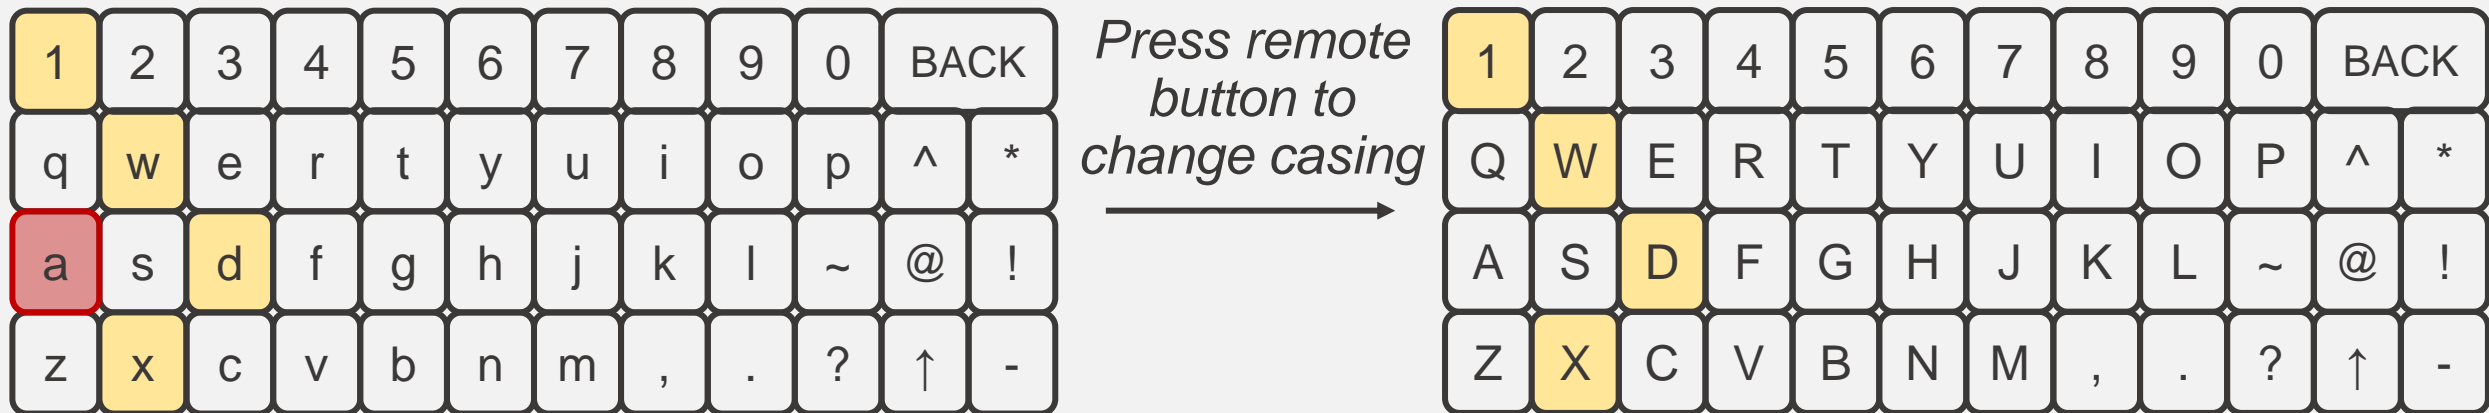 1 2 3 4 5 6 7 8 9 0 BACK
q w e r t y u i o p ^ *
a s d f g h j k l ~ @ !
z x c v b n m , . ? ↑ -
Press remote
button to
change casing
1 2 3 4 5 6 7 8 9 0 BACK
Q W E R T Y U I O P ^ *
A S D F G H J K L ~ @ !
Z X C V B N M , . ? ↑ -